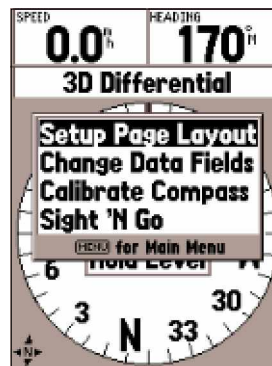 SPEED HEADING
0.0 nh 170°M
3D Differential
Setup Page Layout
Change Data Fields
Calibrate Compass
Sight 'N Go
MENU for Main Menu
Hold Level
6 W
3 30
N 33
N